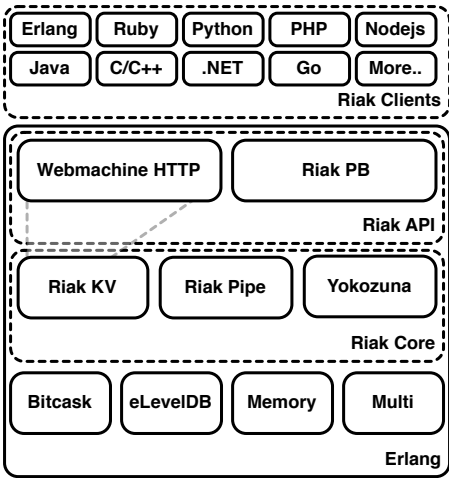 Erlang Ruby Python PHP Nodejs
Java C/C++ .NET Go More..
Riak Clients
Webmachine HTTP Riak PB
Riak API
Riak KV Riak Pipe Yokozuna
Riak Core
Bitcask eLevelDB Memory Multi
Erlang